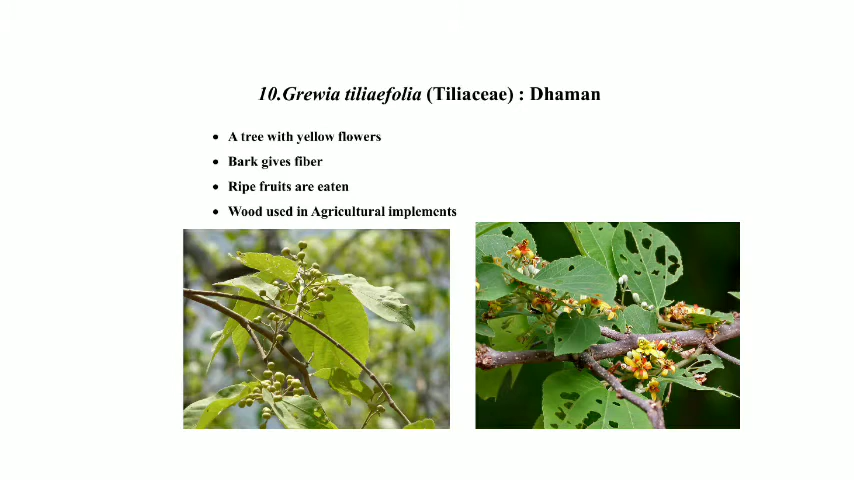 10.Grewia tiliaefolia (Tiliaceae) : Dhaman
• A tree with yellow flowers
• Bark gives fiber
• Ripe fruits are eaten
• Wood used in Agricultural implements